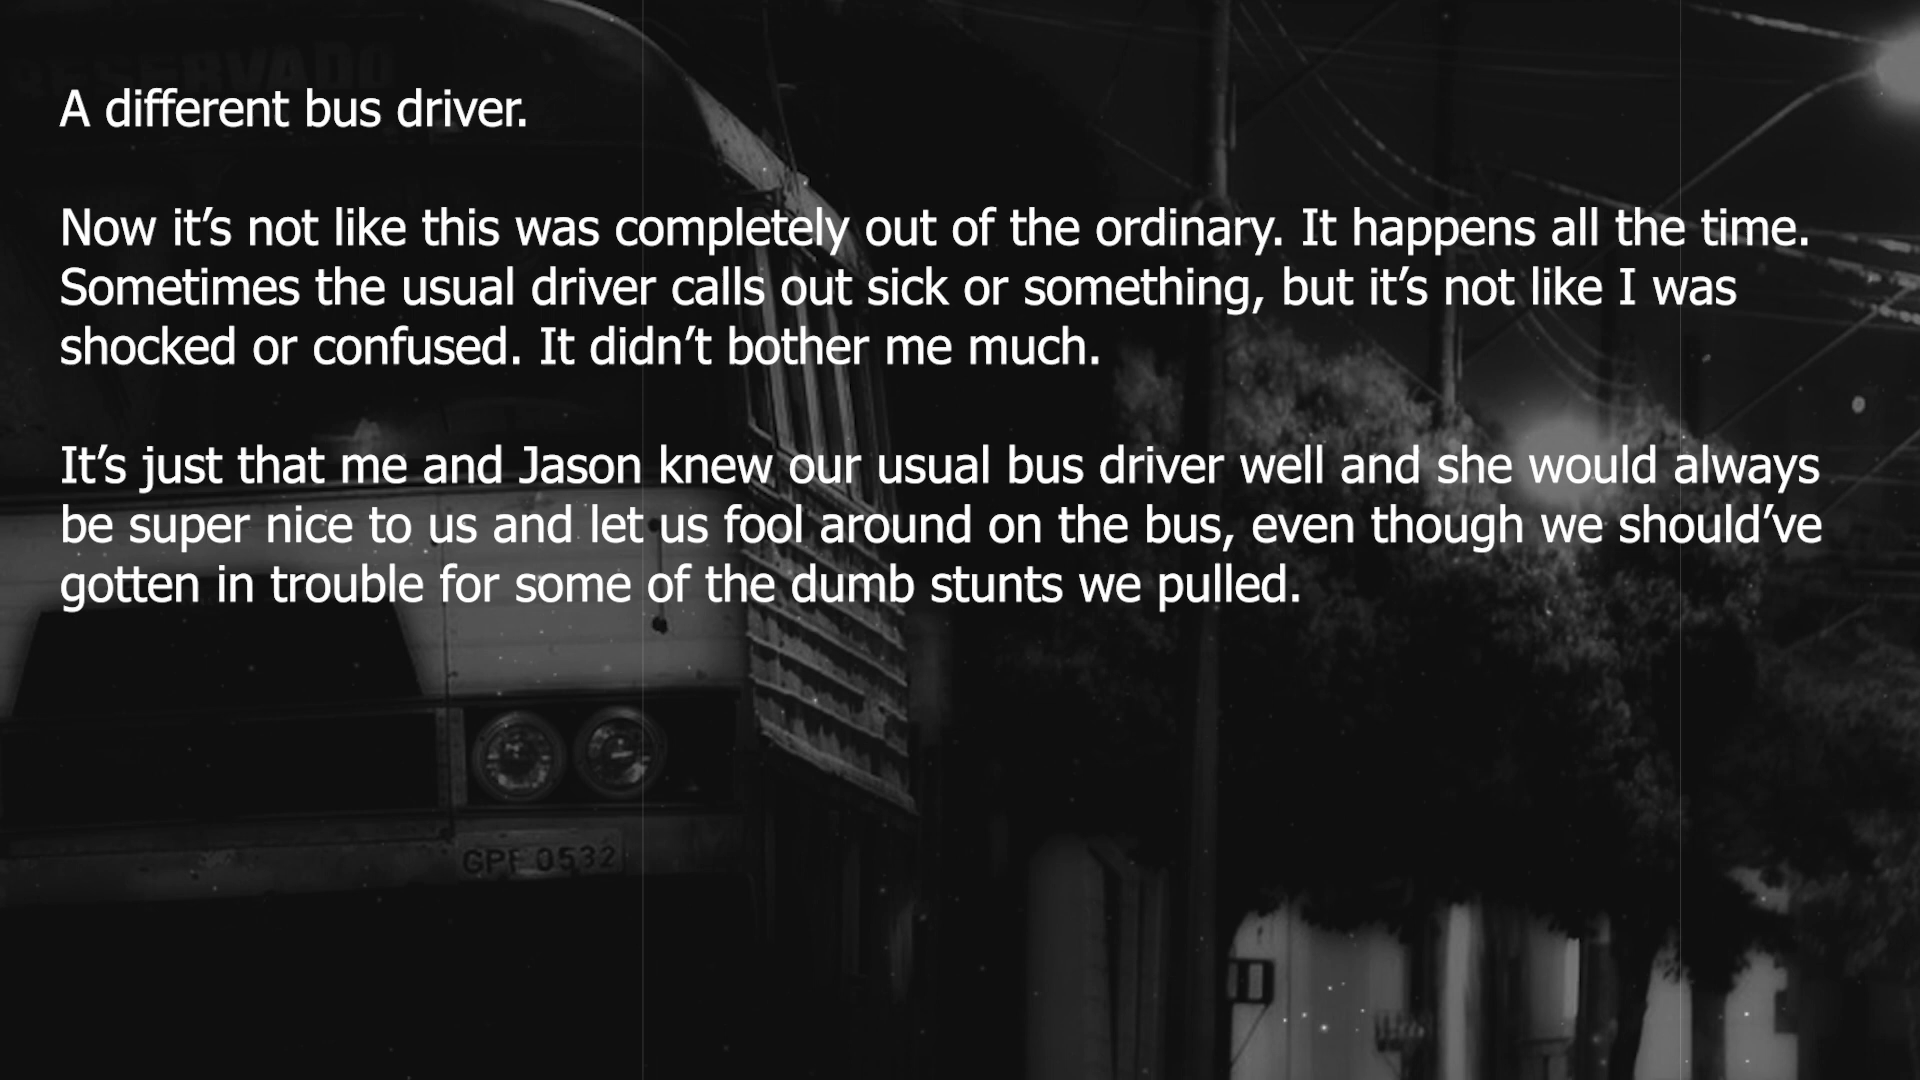 RESERVADO
A different bus driver.
Now it’s not like this was completely out of the ordinary. It happens all the time.
Sometimes the usual driver calls out sick or something, but it’s not like I was
shocked or confused. It didn’t bother me much.
It’s just that me and Jason knew our usual bus driver well and she would always
be super nice to us and let us fool around on the bus, even though we should’ve
gotten in trouble for some of the dumb stunts we pulled.
0532